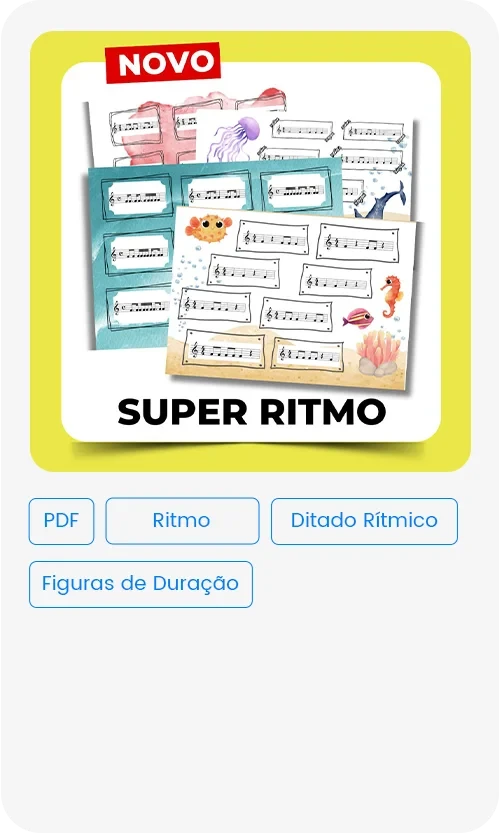 NOVO
SUPER RITMO
PDF
Ritmo
Ditado Rítmico
Figuras de Duração